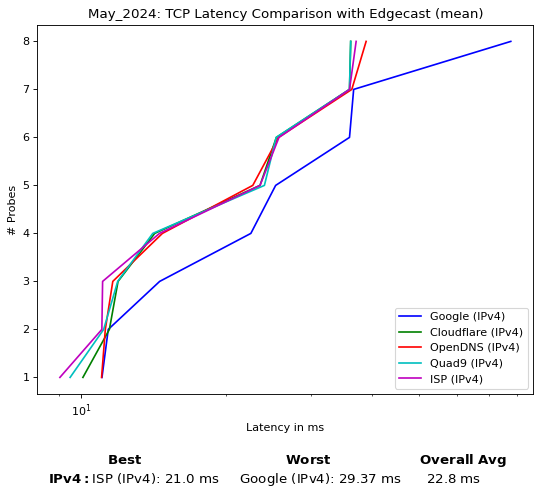 May_2024: TCP Latency Comparison with Edgecast (mean)
# Probes
8
7
6
5
4
3
2
1
10^1
Latency in ms
Google (IPv4)
Cloudflare (IPv4)
OpenDNS (IPv4)
Quad9 (IPv4)
ISP (IPv4)
Best Worst Overall Avg
IPv4: ISP (IPv4): 21.0 ms Google (IPv4): 29.37 ms 22.8 ms